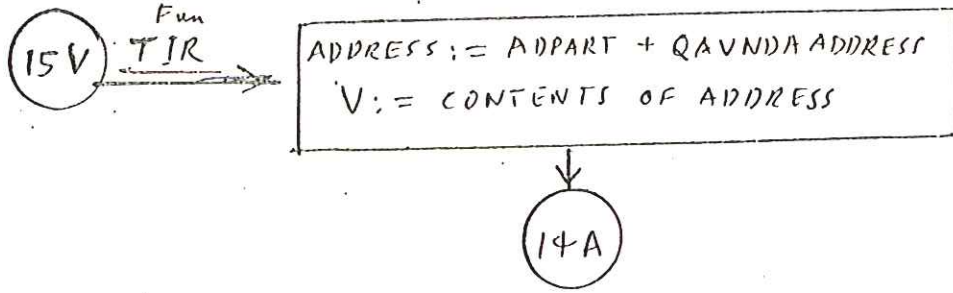 Fun
15V TIR
ADDRESS := ADPART + QAVNDA ADDRESS
V := CONTENTS OF ADDRESS
14A